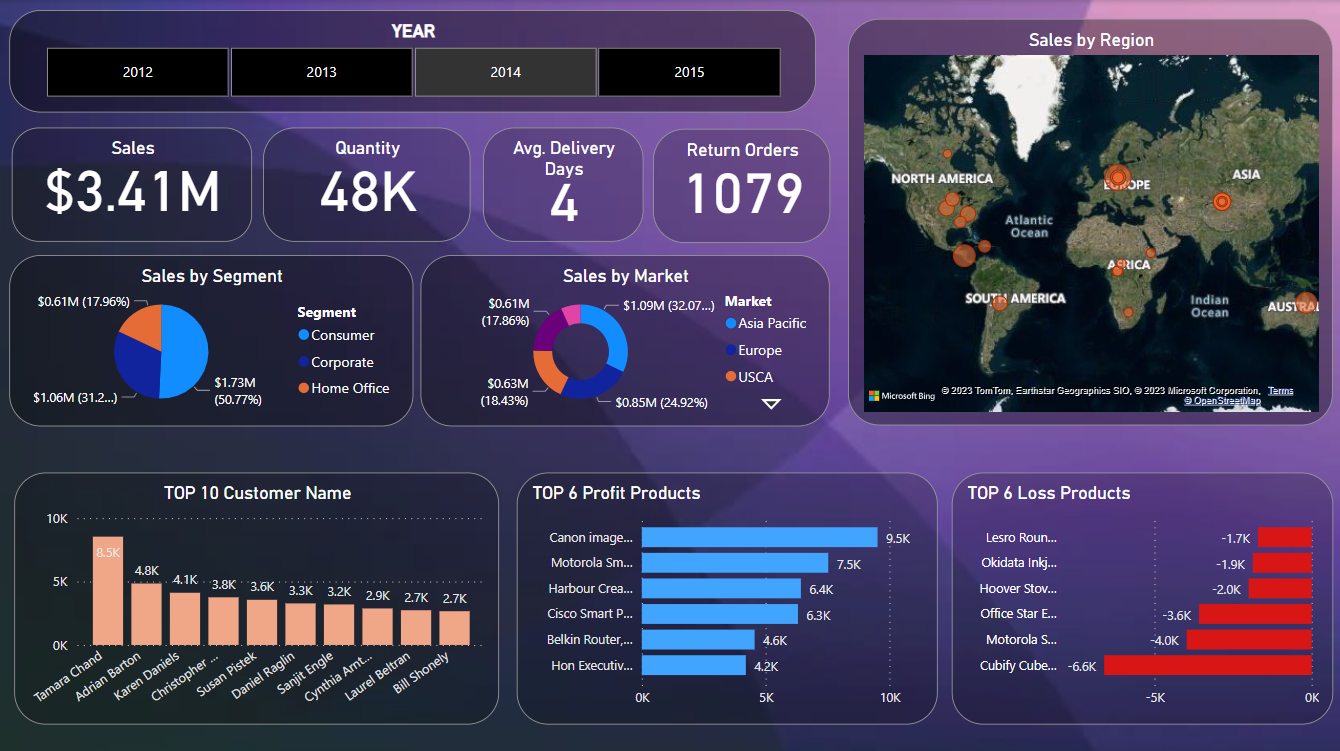 YEAR
2012
2013
2014
2015
Sales
$3.41M
Quantity
48K
Avg. Delivery
Days
4
Return Orders
1079
Sales by Region
NORTH AMERICA
EUROPE
ASIA
Atlantic
Ocean
AFRICA
SOUTH AMERICA
Indian
Ocean
AUSTRAL
Microsoft Bing
© 2023 TomTom, Earthstar Geographics SIO, © 2023 Microsoft Corporation, Terms
© OpenStreetMap
Sales by Segment
$0.61M (17.96%)
$1.06M (31.2...)
$1.73M
(50.77%)
Segment
Consumer
Corporate
Home Office
Sales by Market
$0.61M
(17.86%)
$1.09M (32.07...)
$0.63M
(18.43%)
$0.85M (24.92%)
Market
Asia Pacific
Europe
USCA
TOP 10 Customer Name
10K
5K
0K
8.5K
4.8K
4.1K
3.8K
3.6K
3.3K
3.2K
2.9K
2.7K
2.7K
Tamara Chand
Adrian Barton
Karen Daniels
Christopher ...
Susan Pistek
Daniel Raglin
Sanjit Engle
Cynthia Arnt...
Laurel Beltran
Bill Shonely
TOP 6 Profit Products
Canon image... 9.5K
Motorola Sm... 7.5K
Harbour Crea... 6.4K
Cisco Smart P... 6.3K
Belkin Router,... 4.6K
Hon Executiv... 4.2K
0K 5K 10K
TOP 6 Loss Products
Lesro Roun... -1.7K
Okidata Inkj... -1.9K
Hoover Stov... -2.0K
Office Star E... -3.6K
Motorola S... -4.0K
Cubify Cube... -6.6K
-5K 0K